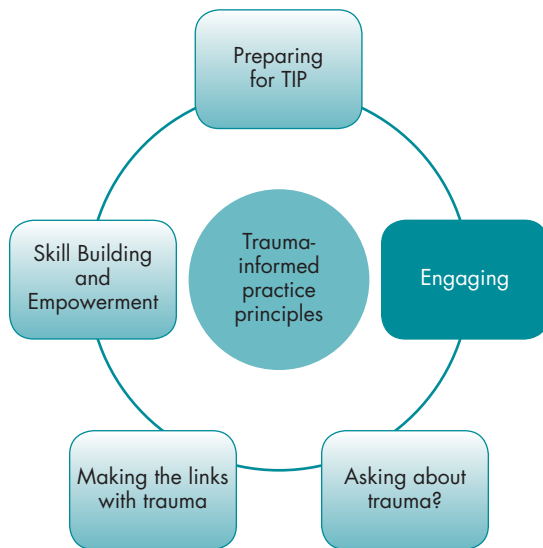 Preparing
for TIP
Engaging
Asking about
trauma?
Making the links
with trauma
Skill Building
and
Empowerment
Trauma-
informed
practice
principles